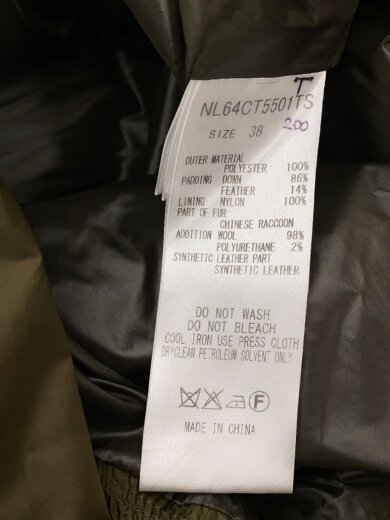 T
NL64CT5501TS
SIZE 38 200
OUTER MATERIAL
POLYESTER 100%
PADDING DOWN 86%
FEATHER 14%
LINING NYLON 100%
PART OF FUR
CHINESE RACCOON
ADDITION WOOL 98%
POLYURETHANE 2%
SYNTHETIC LEATHER PART
SYNTHETIC LEATHER
DO NOT WASH
DO NOT BLEACH
COOL IRON USE PRESS CLOTH
DRYCLEAN PETROLEUM SOLVENT ONLY
F
MADE IN CHINA